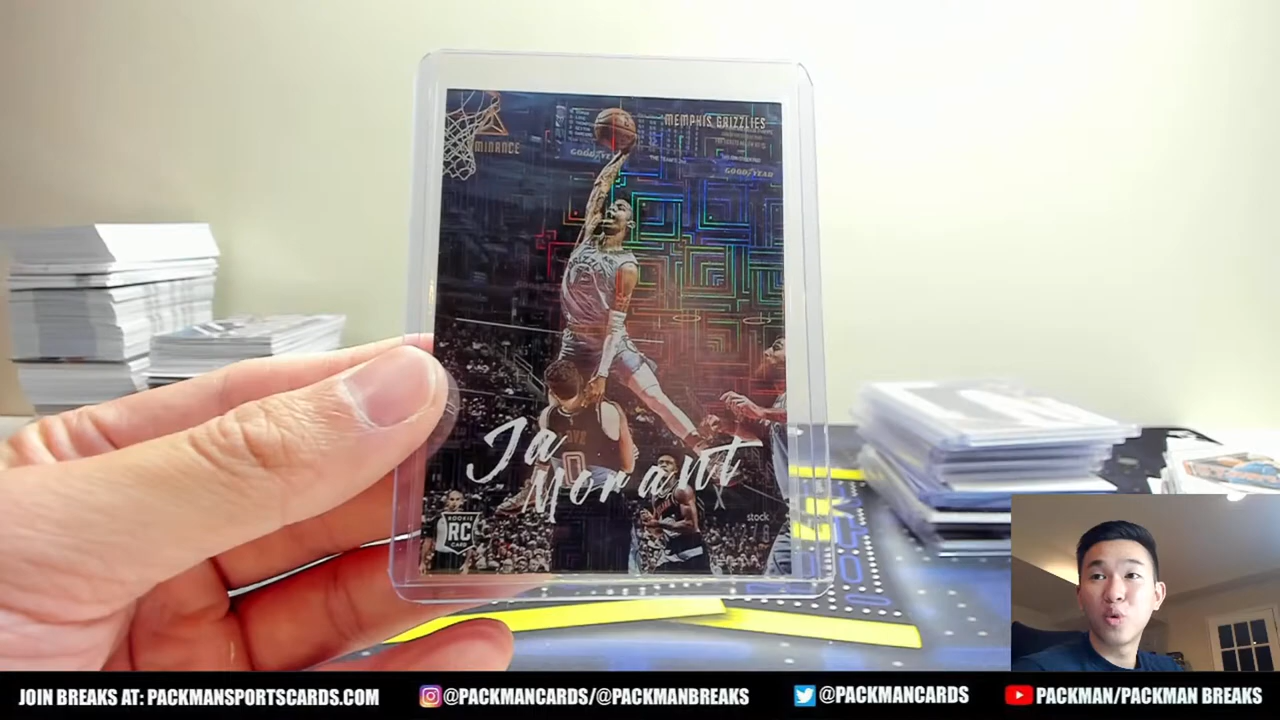 MINANCE
MEMPHIS GRIZZLIES
GOODYEAR
GOODYEAR
Ja
Morant
ROOKIE
RC
CARD
stock
JOIN BREAKS AT: PACKMANSPORTSCARDS.COM
@PACKMANCARDS/@PACKMANBREAKS
@PACKMANCARDS
PACKMAN/PACKMAN BREAKS